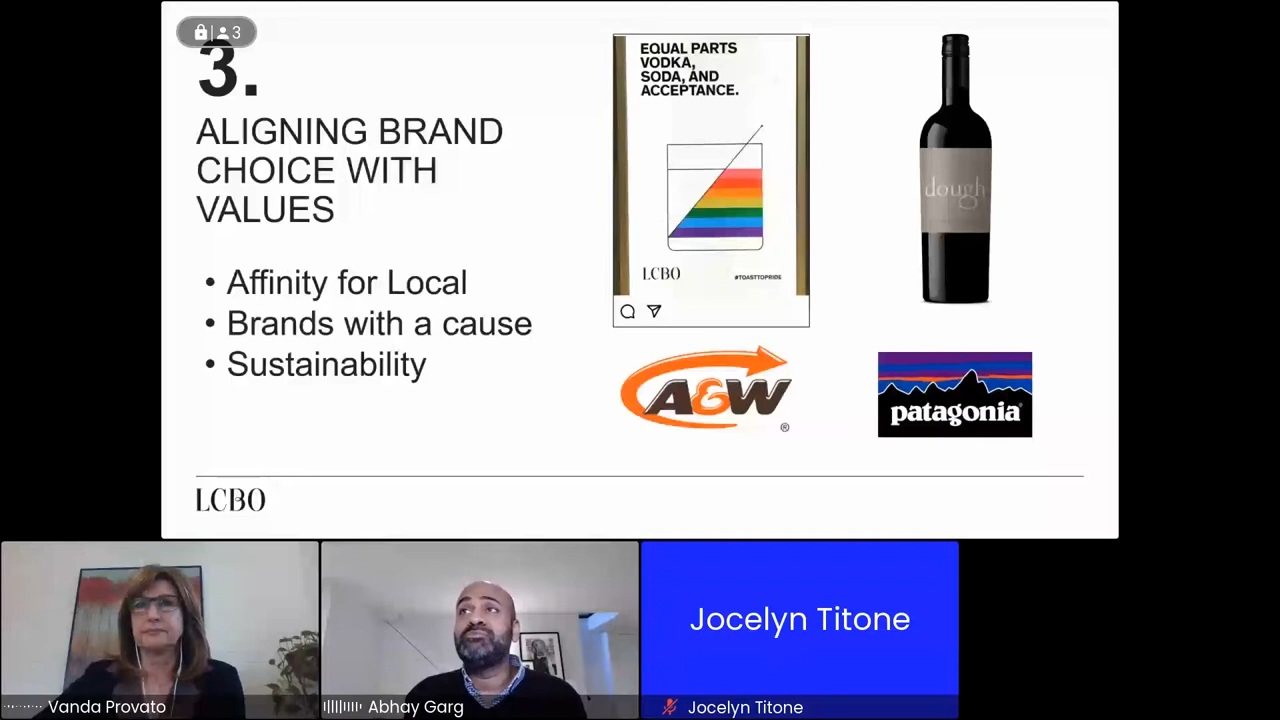 3
3.
ALIGNING BRAND
CHOICE WITH
VALUES
• Affinity for Local
• Brands with a cause
• Sustainability
EQUAL PARTS
VODKA,
SODA, AND
ACCEPTANCE.
LCBO
#TOASTTOPRIDE
dough
A&W
®
patagonia®
LCBO
Jocelyn Titone
Vanda Provato
Abhay Garg
Jocelyn Titone